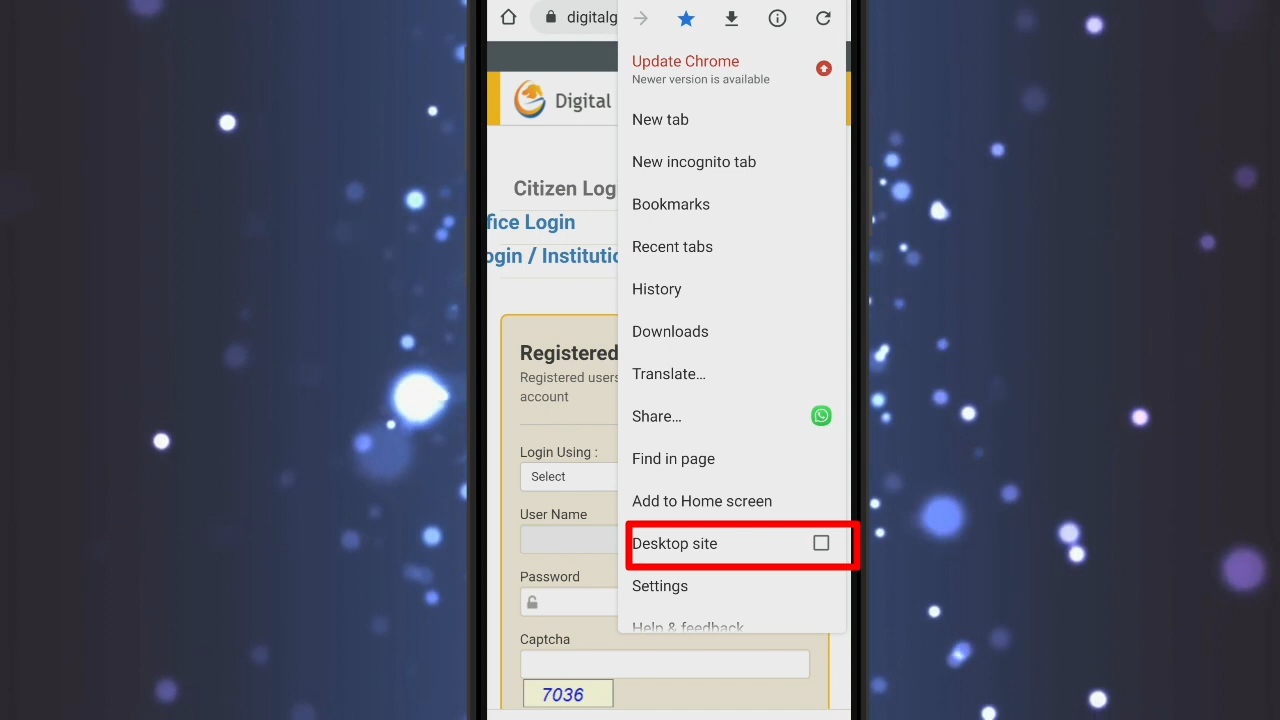 digitalg
Update Chrome
Newer version is available
Digital
New tab
New incognito tab
Citizen Log
Bookmarks
fice Login
Recent tabs
ogin / Institutio
History
Downloads
Registered
Registered users
account
Translate...
Share...
Login Using :
Find in page
Select
Add to Home screen
User Name
Desktop site
Password
Settings
Help & feedback
Captcha
7036